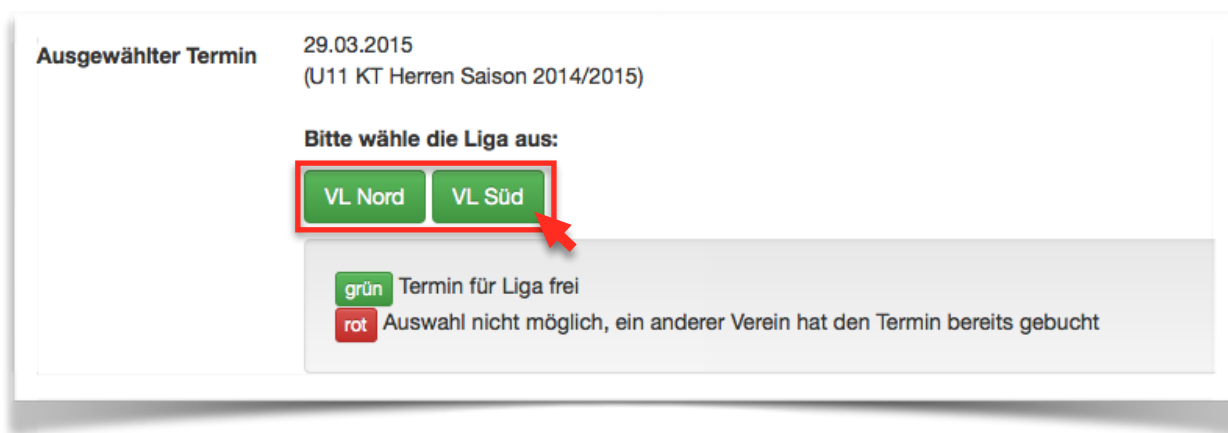 Ausgewählter Termin
29.03.2015
(U11 KT Herren Saison 2014/2015)
Bitte wähle die Liga aus:
VL Nord VL Süd
grün Termin für Liga frei
rot Auswahl nicht möglich, ein anderer Verein hat den Termin bereits gebucht